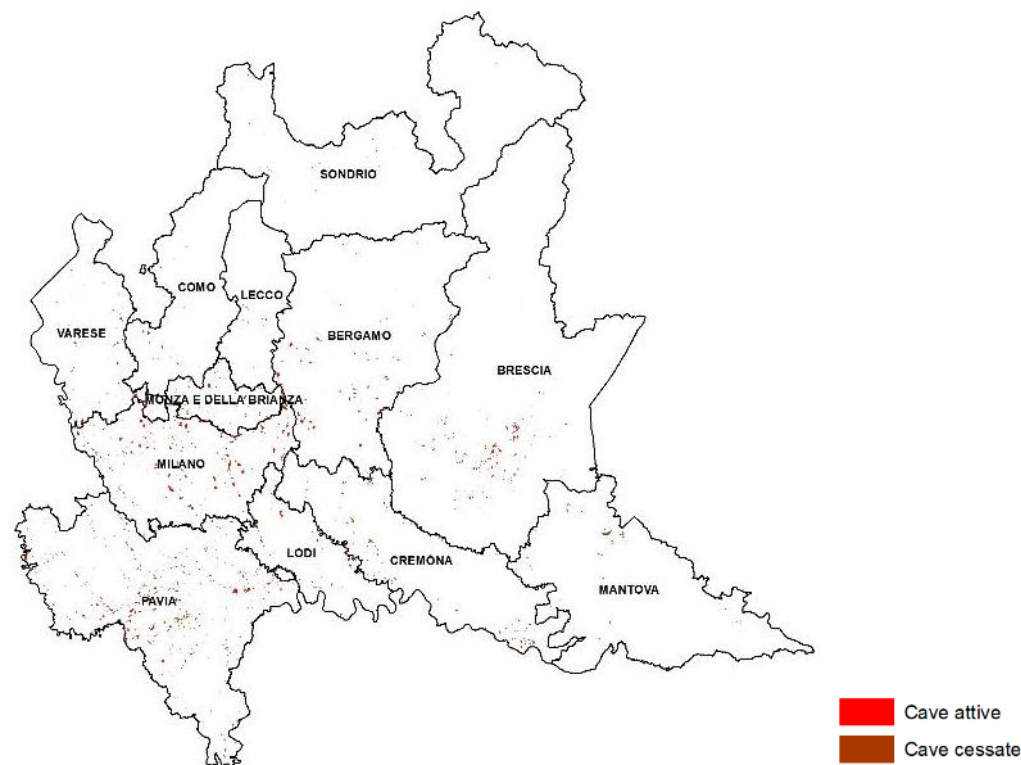 SONDRIO
COMO
LECCO
VARESE
BERGAMO
BRESCIA
MONZA E DELLA BRIANZA
MILANO
LODI
CREMONA
MANTOVA
PAVIA
Cave attive
Cave cessate